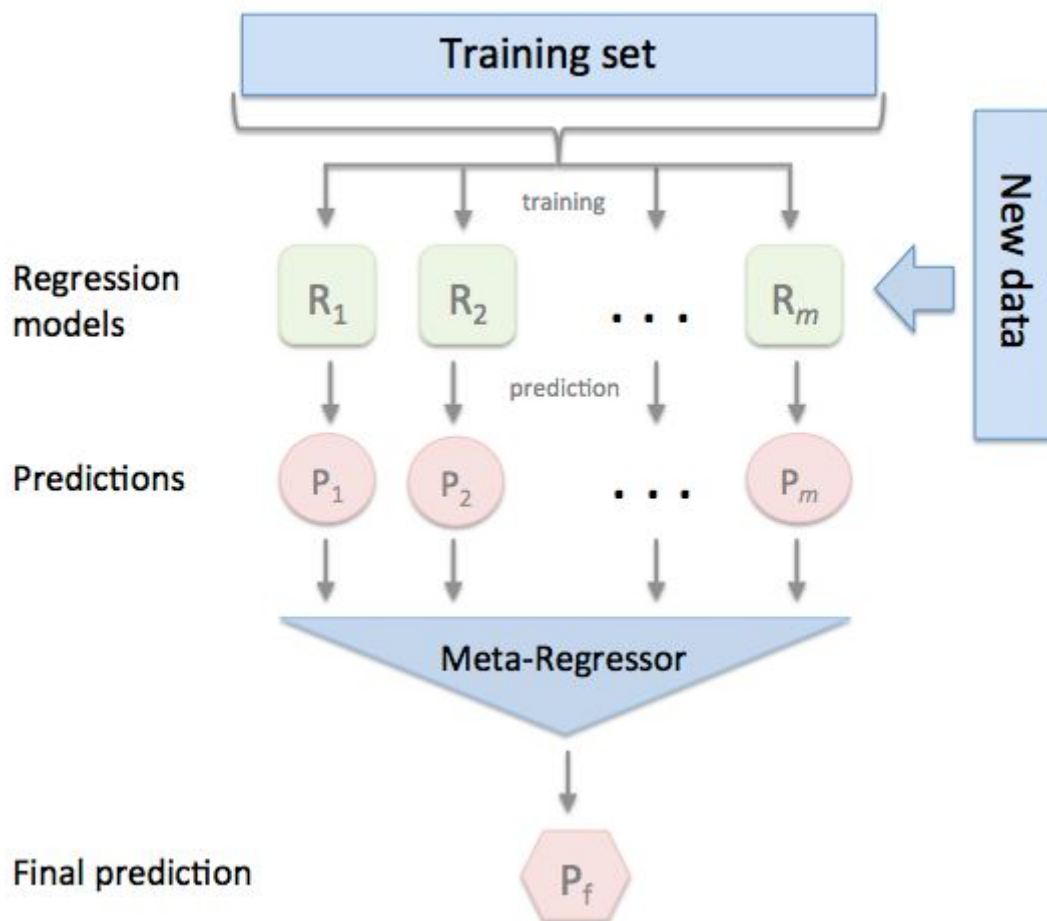 Training set
New data
training
Regression
models
R1
R2
. . .
Rm
prediction
Predictions
P1
P2
. . .
Pm
Meta-Regressor
Final prediction
Pf